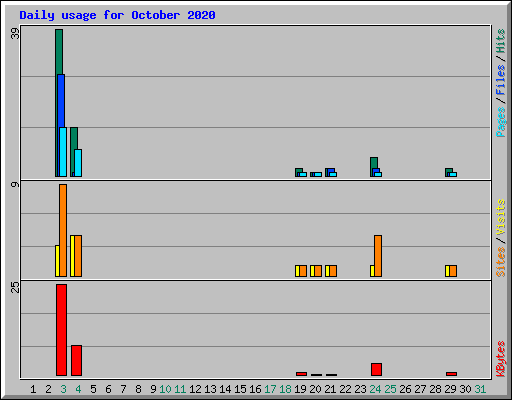 Daily usage for October 2020
39
Pages / Files / Hits
9
Sites / Visits
25
KBytes
1 2 3 4 5 6 7 8 9 10 11 12 13 14 15 16 17 18 19 20 21 22 23 24 25 26 27 28 29 30 31